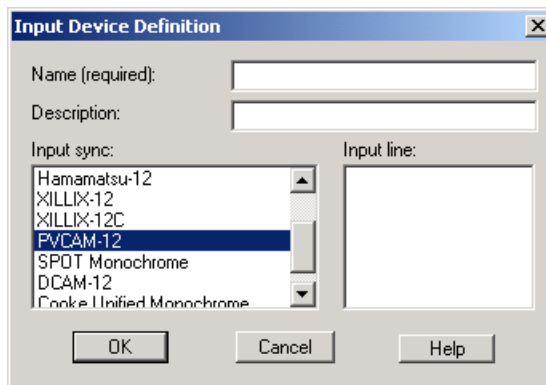 Input Device Definition
Name (required):
Description:
Input sync:
Input line:
Hamamatsu-12
XILLIX-12
XILLIX-12C
PVCAM-12
SPOT Monochrome
DCAM-12
Cooke Unified Monochrome
OK
Cancel
Help